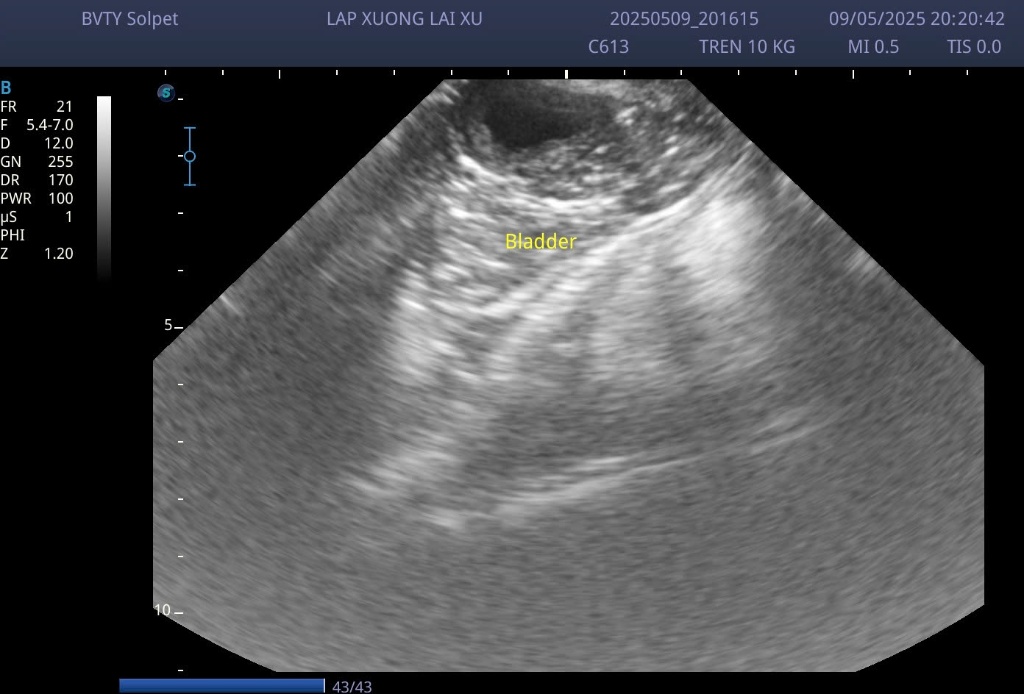 BVTY Solpet LAP XUONG LAI XU 20250509_201615 09/05/2025 20:20:42
C613 TREN 10 KG MI 0.5 TIS 0.0
B
S
FR 21
F 5.4-7.0
D 12.0
GN 255
DR 170
PWR 100
µS 1
PHI
Z 1.20
Bladder
5
10
43/43